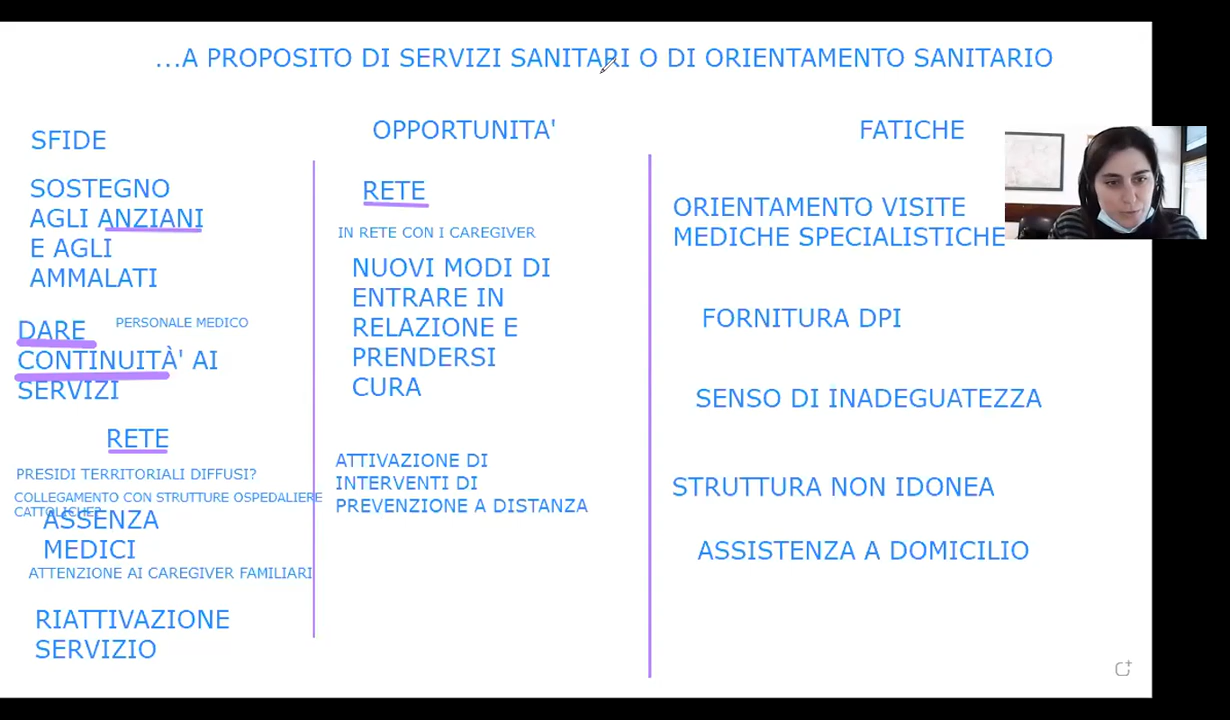 ...A PROPOSITO DI SERVIZI SANITARI O DI ORIENTAMENTO SANITARIO
SFIDE
SOSTEGNO
AGLI ANZIANI
E AGLI
AMMALATI
DARE
PERSONALE MEDICO
CONTINUITÀ' AI
SERVIZI
RETE
PRESIDI TERRITORIALI DIFFUSI?
COLLEGAMENTO CON STRUTTURE OSPEDALIERE
CATTOLICHE?
ASSENZA
MEDICI
ATTENZIONE AI CAREGIVER FAMILIARI
RIATTIVAZIONE
SERVIZIO
OPPORTUNITA'
RETE
IN RETE CON I CAREGIVER
NUOVI MODI DI
ENTRARE IN
RELAZIONE E
PRENDERSI
CURA
ATTIVAZIONE DI
INTERVENTI DI
PREVENZIONE A DISTANZA
FATICHE
ORIENTAMENTO VISITE
MEDICHE SPECIALISTICHE
FORNITURA DPI
SENSO DI INADEGUATEZZA
STRUTTURA NON IDONEA
ASSISTENZA A DOMICILIO